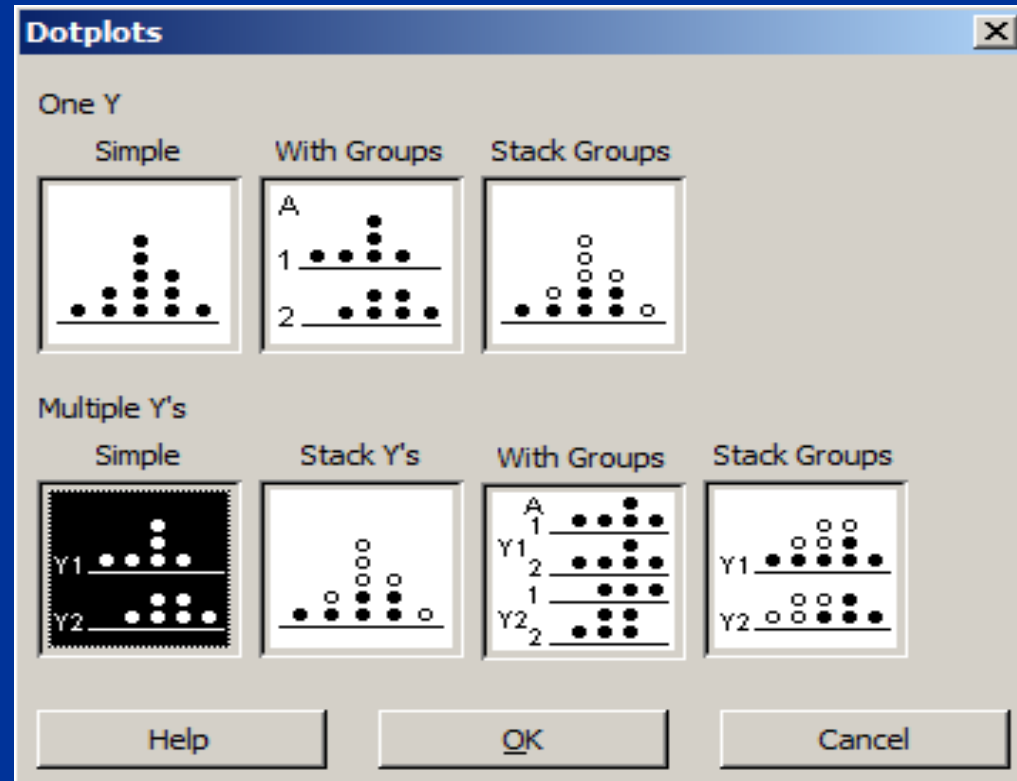 Dotplots
One Y
Simple With Groups Stack Groups
A
1
2
Multiple Y's
Simple Stack Y's With Groups Stack Groups
Y1
Y2
A
1
Y1
2
1
Y2
2
Y1
Y2
Help OK Cancel